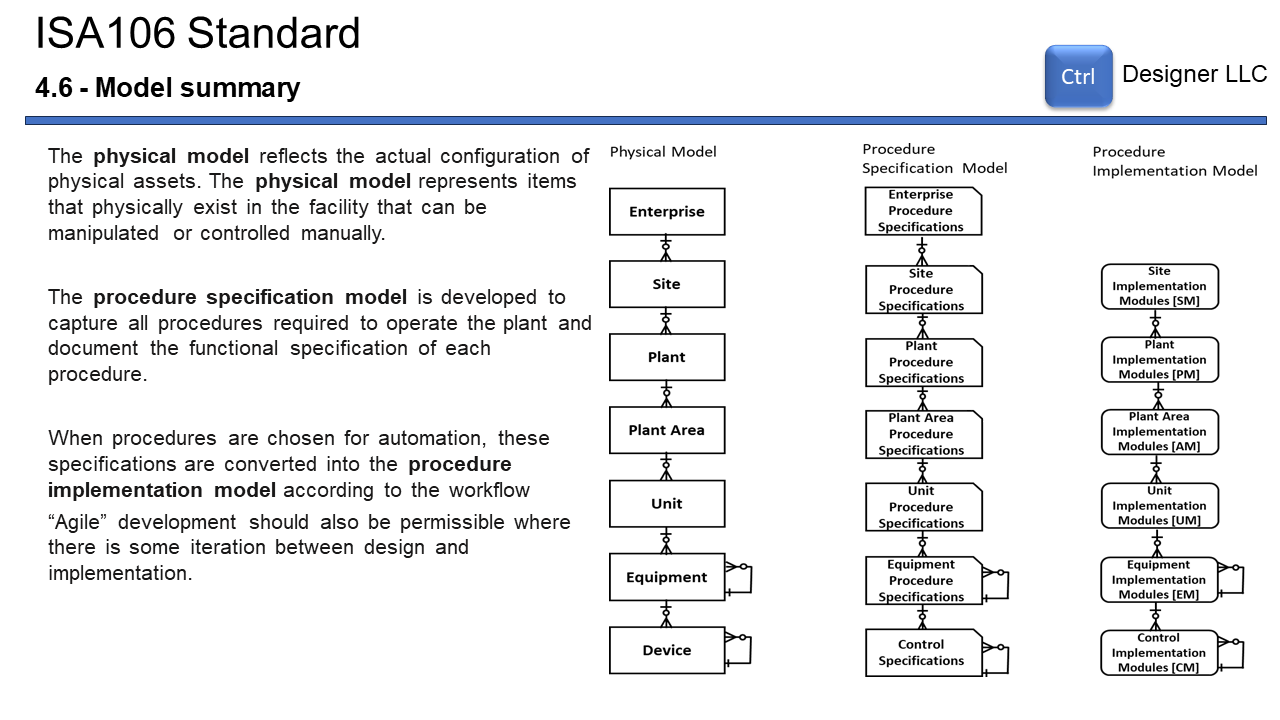 ISA106 Standard
4.6 - Model summary
Ctrl
Designer LLC
The physical model reflects the actual configuration of
physical assets. The physical model represents items
that physically exist in the facility that can be
manipulated or controlled manually.
The procedure specification model is developed to
capture all procedures required to operate the plant and
document the functional specification of each
procedure.
When procedures are chosen for automation, these
specifications are converted into the procedure
implementation model according to the workflow
“Agile” development should also be permissible where
there is some iteration between design and
implementation.
Physical Model
Enterprise
Site
Plant
Plant Area
Unit
Equipment
Device
Procedure
Specification Model
Enterprise
Procedure
Specifications
Site
Procedure
Specifications
Plant
Procedure
Specifications
Plant Area
Procedure
Specifications
Unit
Procedure
Specifications
Equipment
Procedure
Specifications
Control
Specifications
Procedure
Implementation Model
Site
Implementation
Modules [SM]
Plant
Implementation
Modules [PM]
Plant Area
Implementation
Modules [AM]
Unit
Implementation
Modules [UM]
Equipment
Implementation
Modules [EM]
Control
Implementation
Modules [CM]